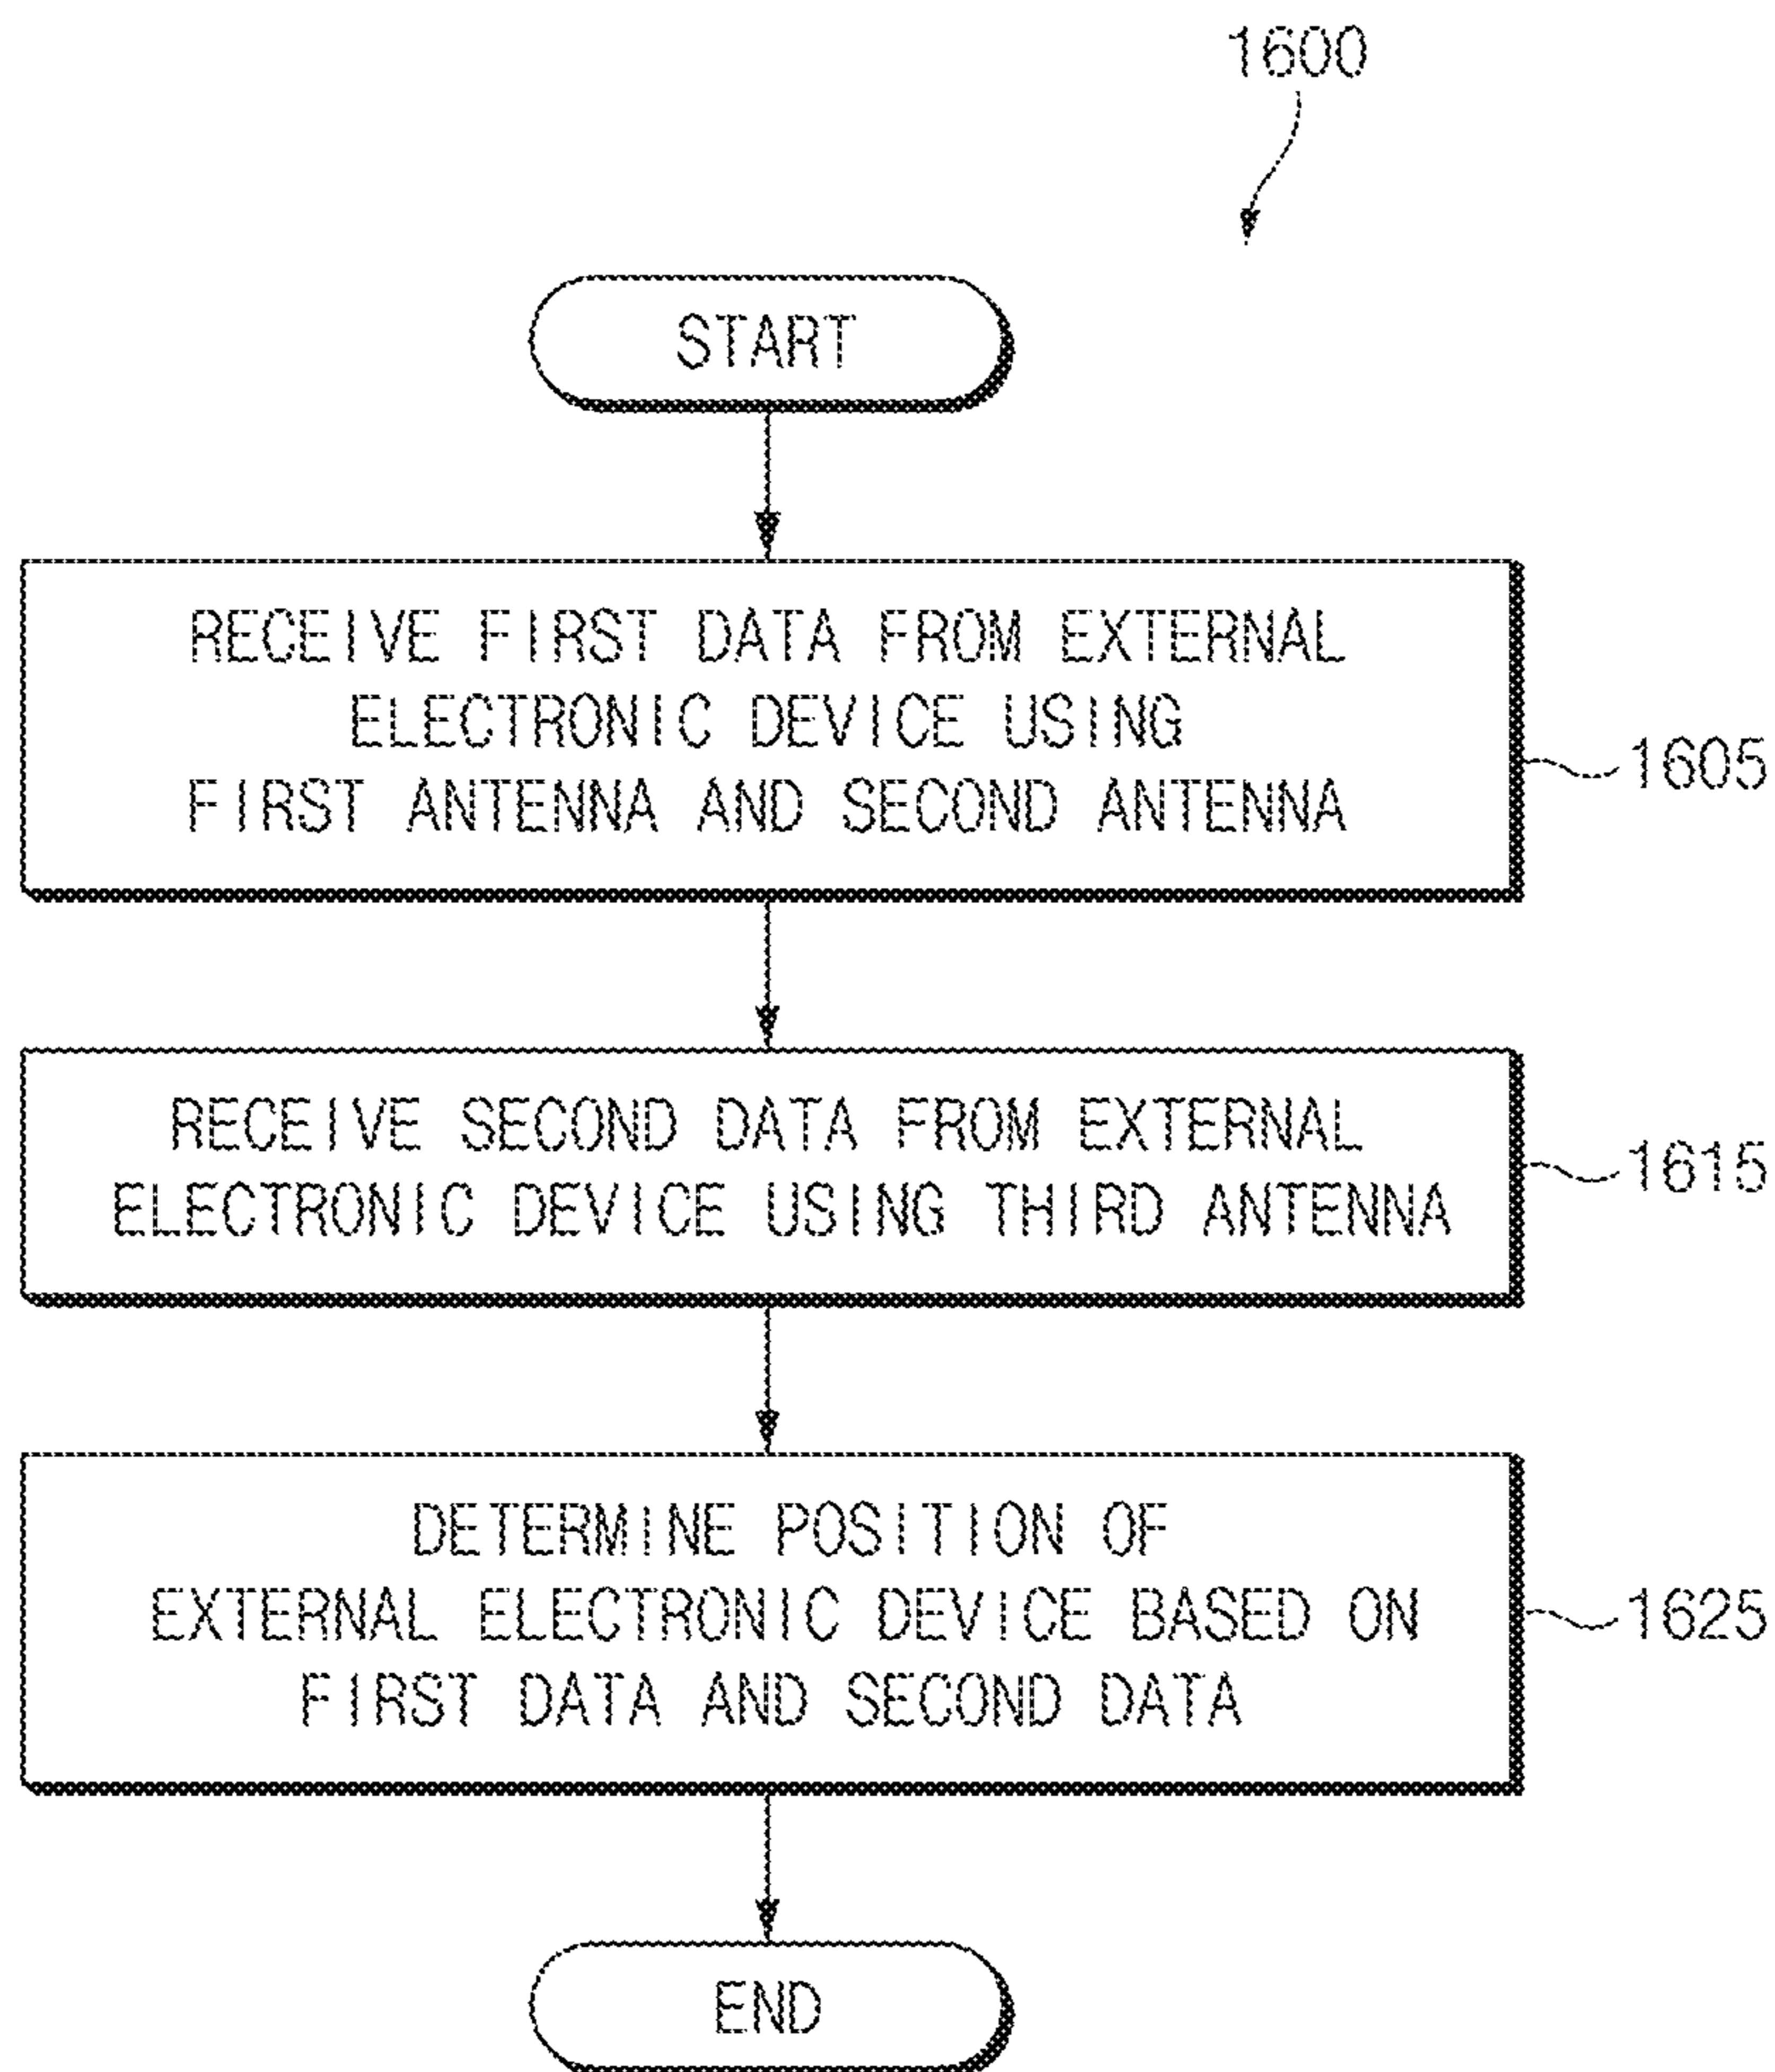 1600
START
RECEIVE FIRST DATA FROM EXTERNAL
ELECTRONIC DEVICE USING
FIRST ANTENNA AND SECOND ANTENNA
1605
RECEIVE SECOND DATA FROM EXTERNAL
ELECTRONIC DEVICE USING THIRD ANTENNA
1615
DETERMINE POSITION OF
EXTERNAL ELECTRONIC DEVICE BASED ON
FIRST DATA AND SECOND DATA
1625
END